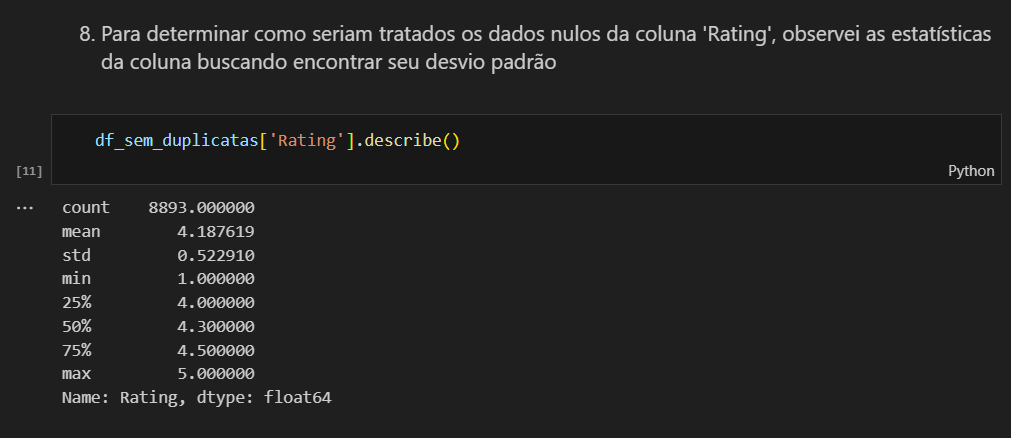 8. Para determinar como seriam tratados os dados nulos da coluna 'Rating', observei as estatísticas
da coluna buscando encontrar seu desvio padrão
df_sem_duplicatas['Rating'].describe()
[11]
Python
...
count 8893.000000
mean 4.187619
std 0.522910
min 1.000000
25% 4.000000
50% 4.300000
75% 4.500000
max 5.000000
Name: Rating, dtype: float64